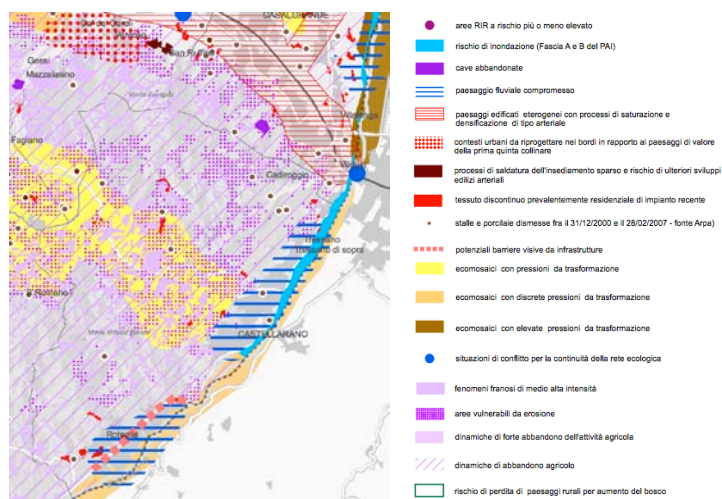 CASALGRANDE
San Ruffino
Gessi
Mazzalasino
Fagiano
Cadiroggio
Tressano
Tressano di sopra
S. Romano
CASTELLARANO
Roteglia
aree RIR a rischio più o meno elevato
rischio di inondazione (Fascia A e B del PAI)
cave abbandonate
paesaggio fluviale compromesso
paesaggi edificati eterogenei con processi di saturazione e
densificazione di tipo arteriale
contesti urbani da riprogettare nei bordi in rapporto ai paesaggi di valore
della prima quinta collinare
processi di saldatura dell'insediamento sparso e rischio di ulteriori sviluppi
edilizi arteriali
tessuto discontinuo prevalentemente residenziale di impianto recente
stalle e porcilaie dismesse fra il 31/12/2000 e il 28/02/2007 - fonte Arpa)
potenziali barriere visive da infrastrutture
ecomosaici con pressioni da trasformazione
ecomosaici con discrete pressioni da trasformazione
ecomosaici con elevate pressioni da trasformazione
situazioni di conflitto per la continuità della rete ecologica
fenomeni franosi di medio alta intensità
aree vulnerabili da erosione
dinamiche di forte abbandono dell'attività agricola
dinamiche di abbandono agricolo
rischio di perdita di paesaggi rurali per aumento del bosco